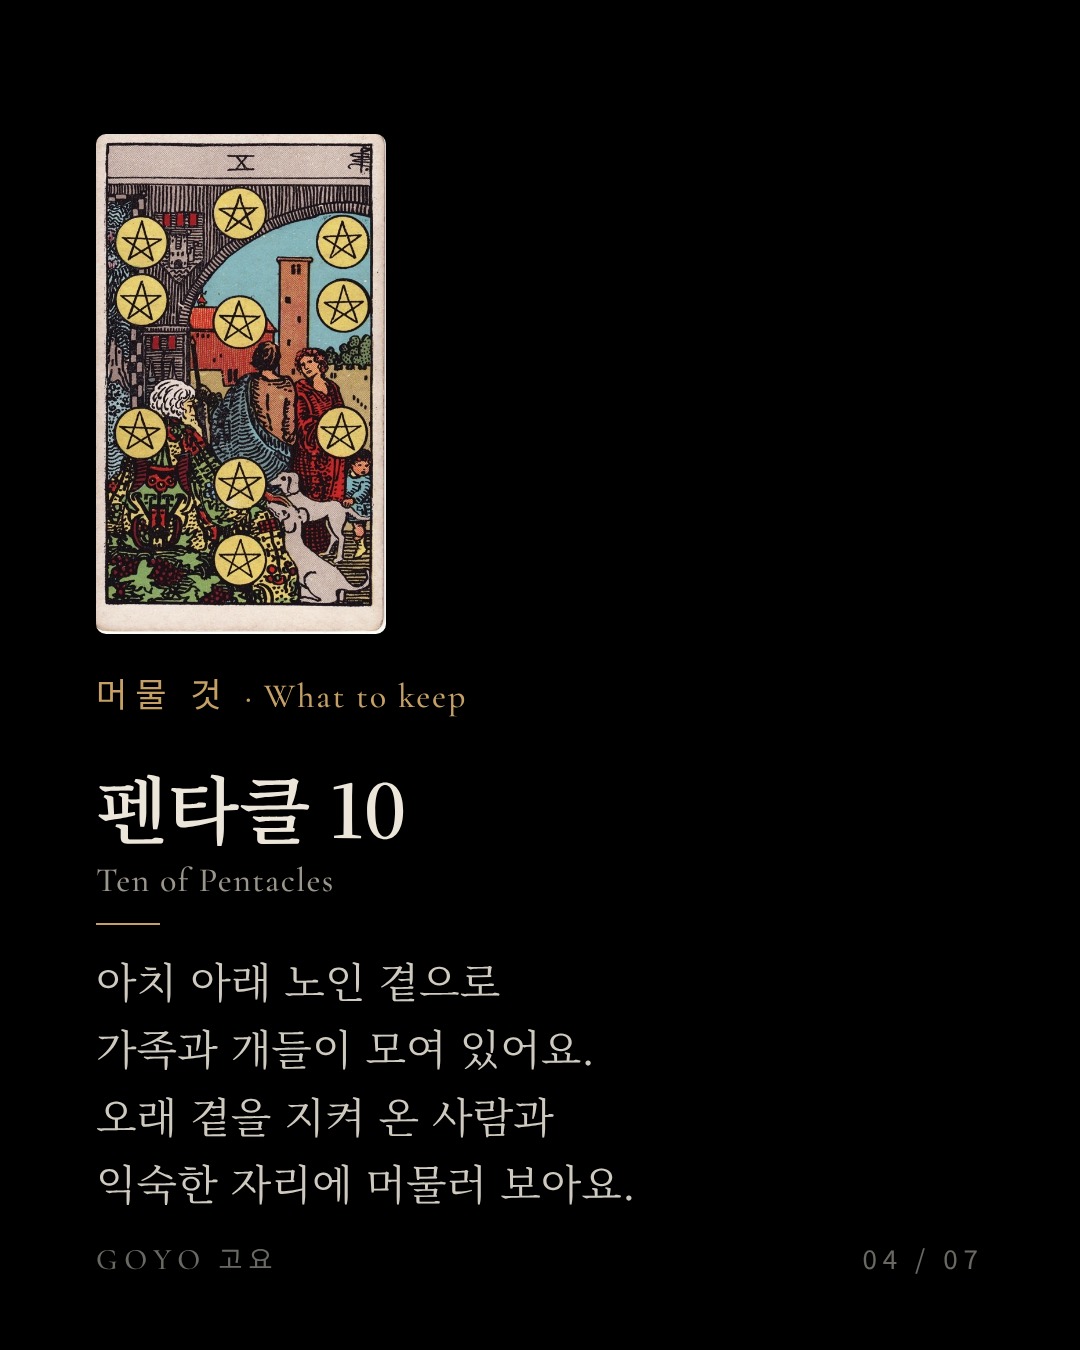 X
머물 것 · What to keep
펜타클 10
Ten of Pentacles
아치 아래 노인 곁으로
가족과 개들이 모여 있어요.
오래 곁을 지켜 온 사람과
익숙한 자리에 머물러 보아요.
GOYO 고요
04 / 07